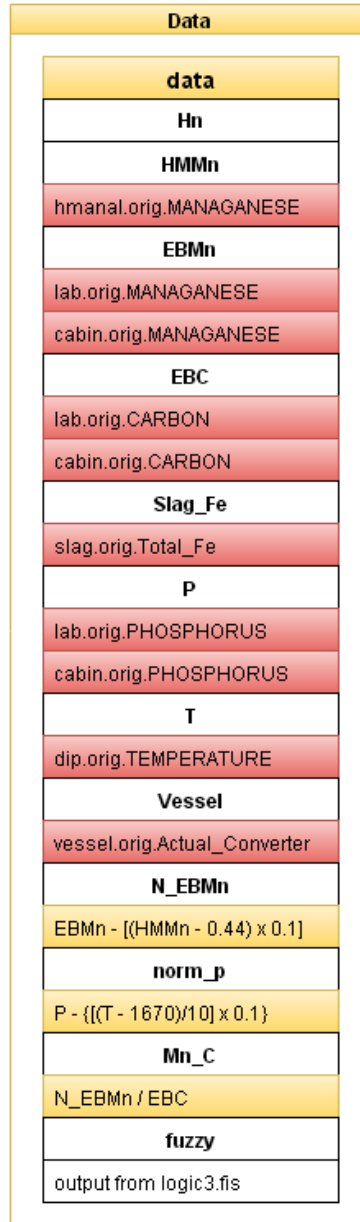 Data
data
Hn
HMMn
hmanal.orig.MANAGANESE
EBMn
lab.orig.MANAGANESE
cabin.orig.MANAGANESE
EBC
lab.orig.CARBON
cabin.orig.CARBON
Slag_Fe
slag.orig.Total_Fe
P
lab.orig.PHOSPHORUS
cabin.orig.PHOSPHORUS
T
dip.orig.TEMPERATURE
Vessel
vessel.orig.Actual_Converter
N_EBMn
EBMn - [(HMMn - 0.44) x 0.1]
norm_p
P - {[(T - 1670)/10] x 0.1}
Mn_C
N_EBMn / EBC
fuzzy
output from logic3.fis